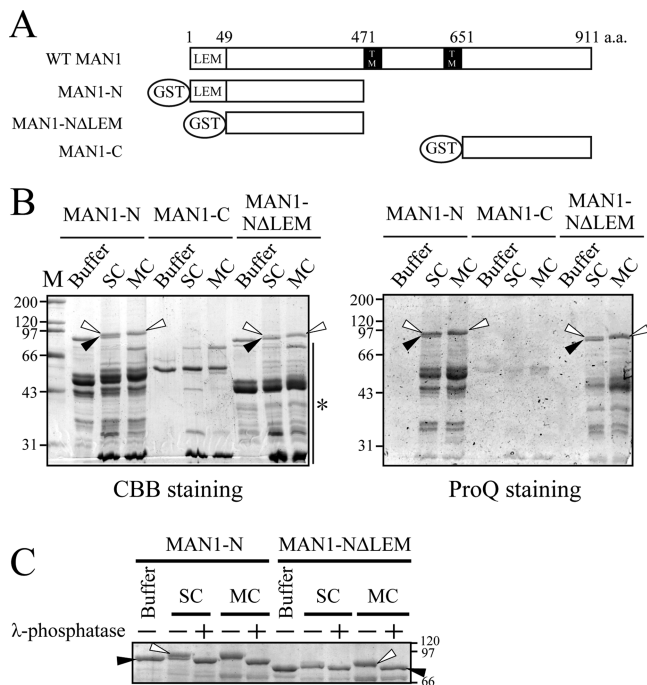 A
1 49 471 651 911 a.a.
WT MAN1 LEM TM TM
MAN1-N GST LEM
MAN1-NΔLEM GST
MAN1-C GST
B
MAN1-N MAN1-C MAN1-NΔLEM
M Buffer SC MC Buffer SC MC Buffer SC MC
200
120
97
66
43
31
*
CBB staining
MAN1-N MAN1-C MAN1-NΔLEM
Buffer SC MC Buffer SC MC Buffer SC MC
200
120
97
66
43
31
ProQ staining
C
MAN1-N MAN1-NΔLEM
Buffer SC MC Buffer SC MC
λ-phosphatase − − + − + − − + − +
120
97
66